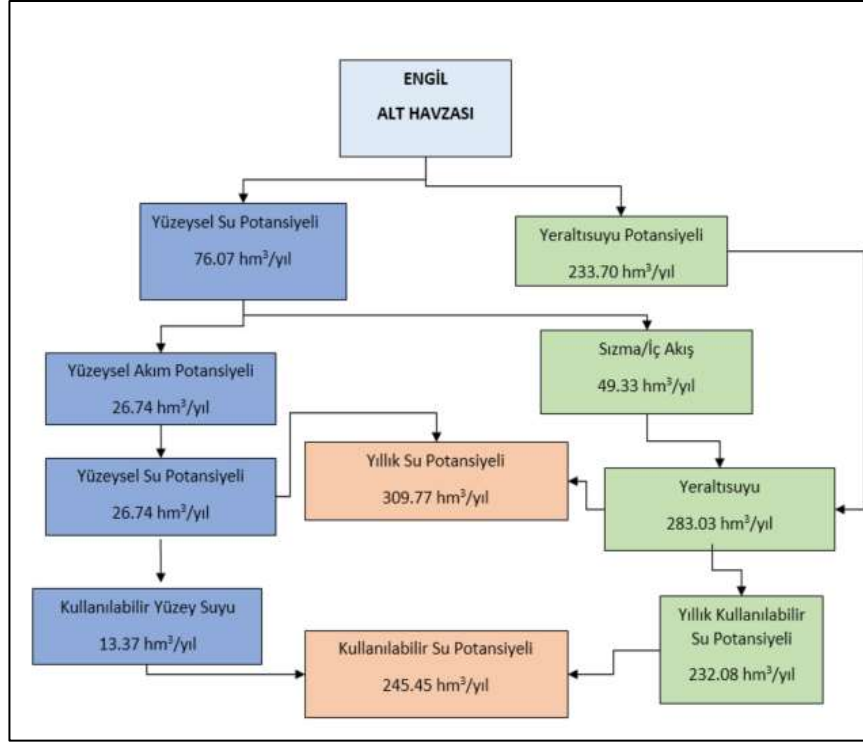 ENGİL
ALT HAVZASI
Yüzeysel Su Potansiyeli
76.07 hm³/yıl
Yeraltısuyu Potansiyeli
233.70 hm³/yıl
Yüzeysel Akım Potansiyeli
26.74 hm³/yıl
Sızma/İç Akış
49.33 hm³/yıl
Yüzeysel Su Potansiyeli
26.74 hm³/yıl
Yıllık Su Potansiyeli
309.77 hm³/yıl
Yeraltısuyu
283.03 hm³/yıl
Kullanılabilir Yüzey Suyu
13.37 hm³/yıl
Kullanılabilir Su Potansiyeli
245.45 hm³/yıl
Yıllık Kullanılabilir
Su Potansiyeli
232.08 hm³/yıl